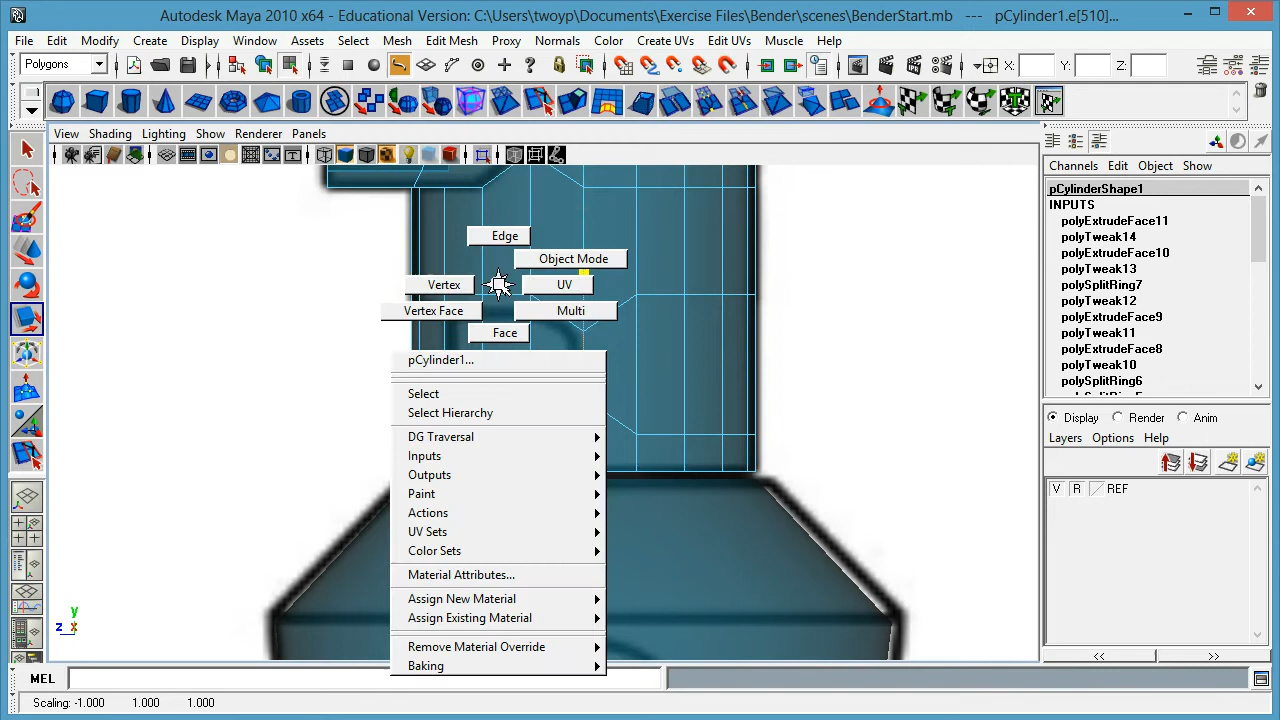 Autodesk Maya 2010 x64 - Educational Version: C:\Users\twoyp\Documents\Exercise Files\Bender\scenes\BenderStart.mb --- pCylinder1.e[510]...
File Edit Modify Create Display Window Assets Select Mesh Edit Mesh Proxy Normals Color Create UVs Edit UVs Muscle Help
Polygons X: Y: Z:
View Shading Lighting Show Renderer Panels
Channels Edit Object Show
pCylinderShape1
INPUTS
polyExtrudeFace11
polyTweak14
polyExtrudeFace10
polyTweak13
polySplitRing7
polyTweak12
polyExtrudeFace9
polyTweak11
polyExtrudeFace8
polyTweak10
polySplitRing6
Edge
Object Mode
Vertex UV
Vertex Face Multi
Face
pCylinder1...
Select
Select Hierarchy
DG Traversal
Inputs
Outputs
Paint
Actions
UV Sets
Color Sets
Material Attributes...
Assign New Material
Assign Existing Material
Remove Material Override
Baking
Display Render Anim
Layers Options Help
V R REF
y
z x
<< >>
MEL
Scaling: -1.000 1.000 1.000